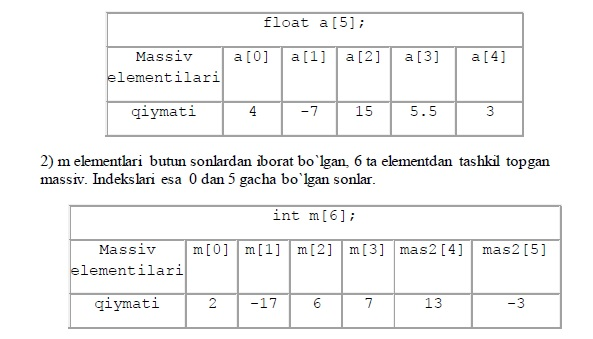 float a[5];
Massiv elementilari a[0] a[1] a[2] a[3] a[4]
qiymati 4 -7 15 5.5 3
2) m elementlari butun sonlardan iborat bo`lgan, 6 ta elementdan tashkil topgan
massiv. Indekslari esa 0 dan 5 gacha bo`lgan sonlar.
int m[6];
Massiv elementilari m[0] m[1] m[2] m[3] mas2[4] mas2[5]
qiymati 2 -17 6 7 13 -3